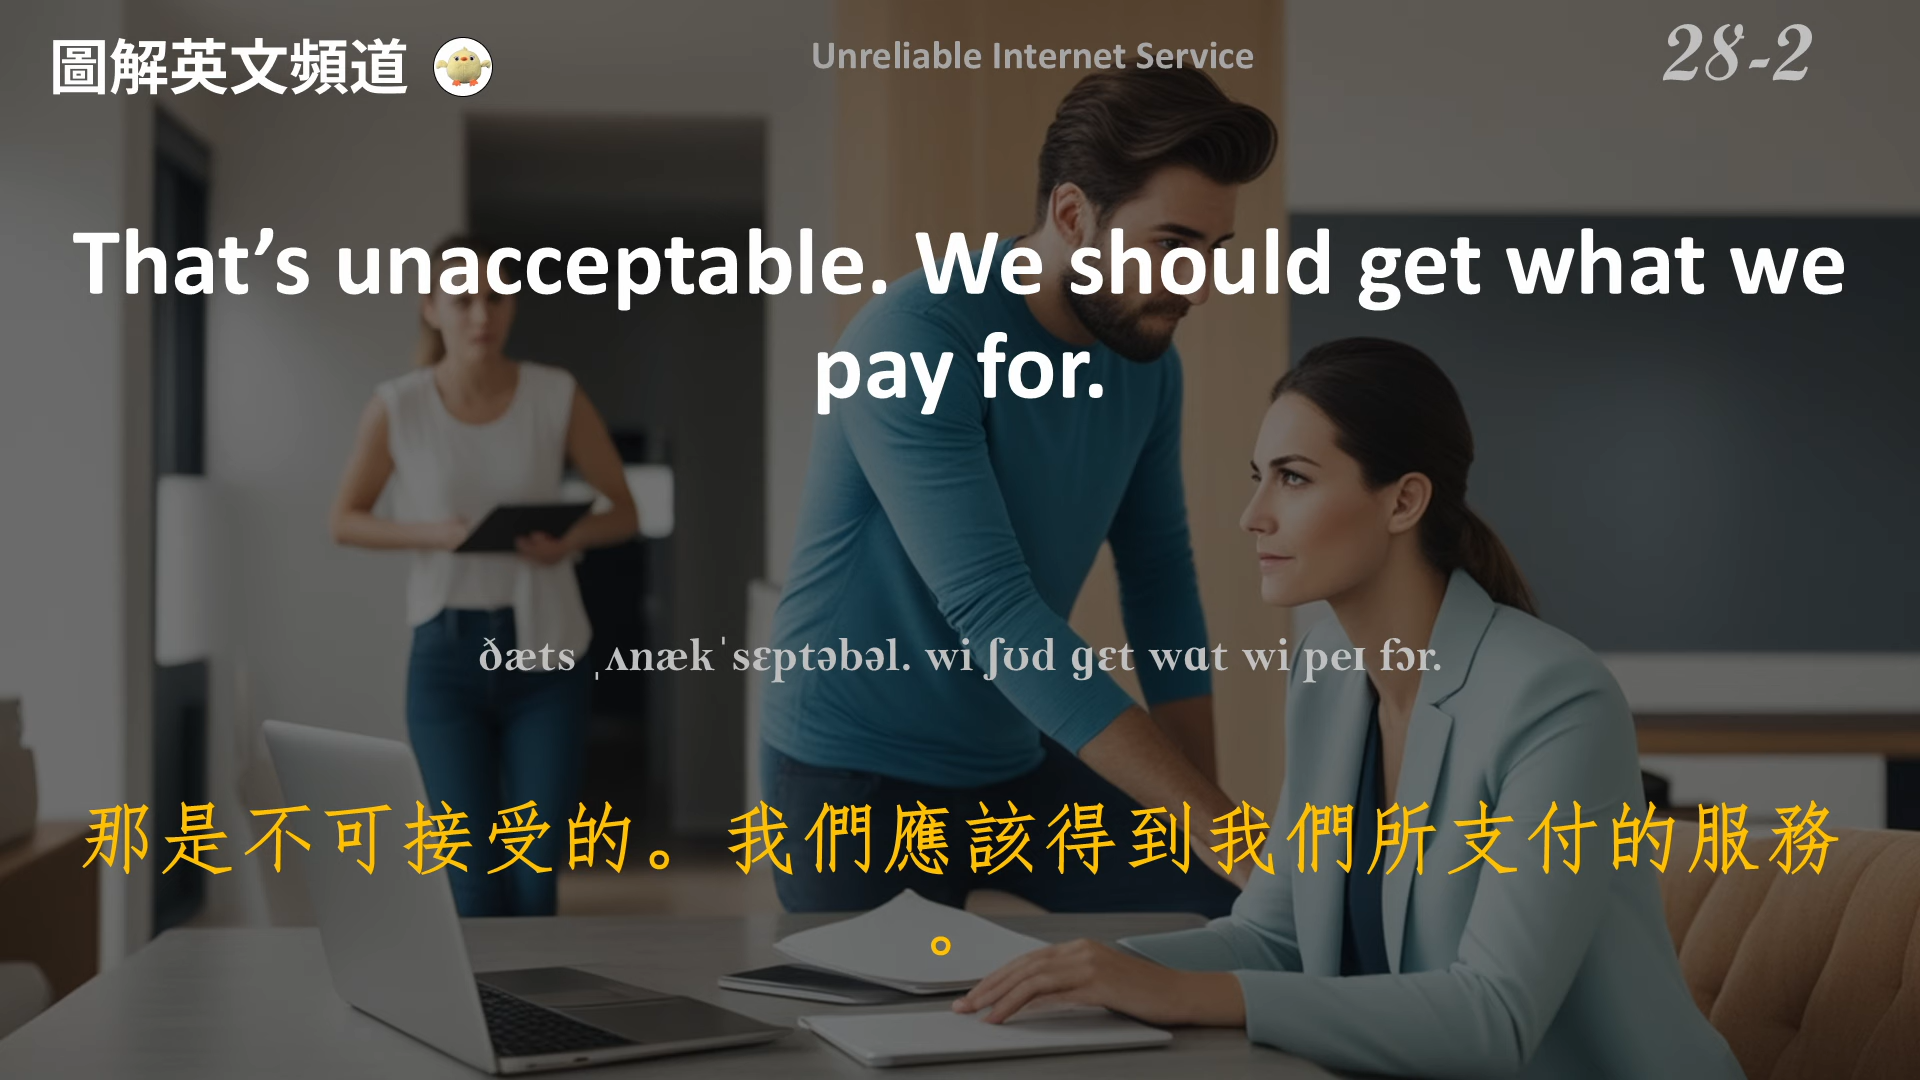 圖解英文頻道
Unreliable Internet Service
28-2
That’s unacceptable. We should get what we
pay for.
ðæts ˌʌnækˈsɛptəbəl. wi ʃʊd ɡɛt wɑt wi peɪ fɔr.
那是不可接受的。我們應該得到我們所支付的服務
。